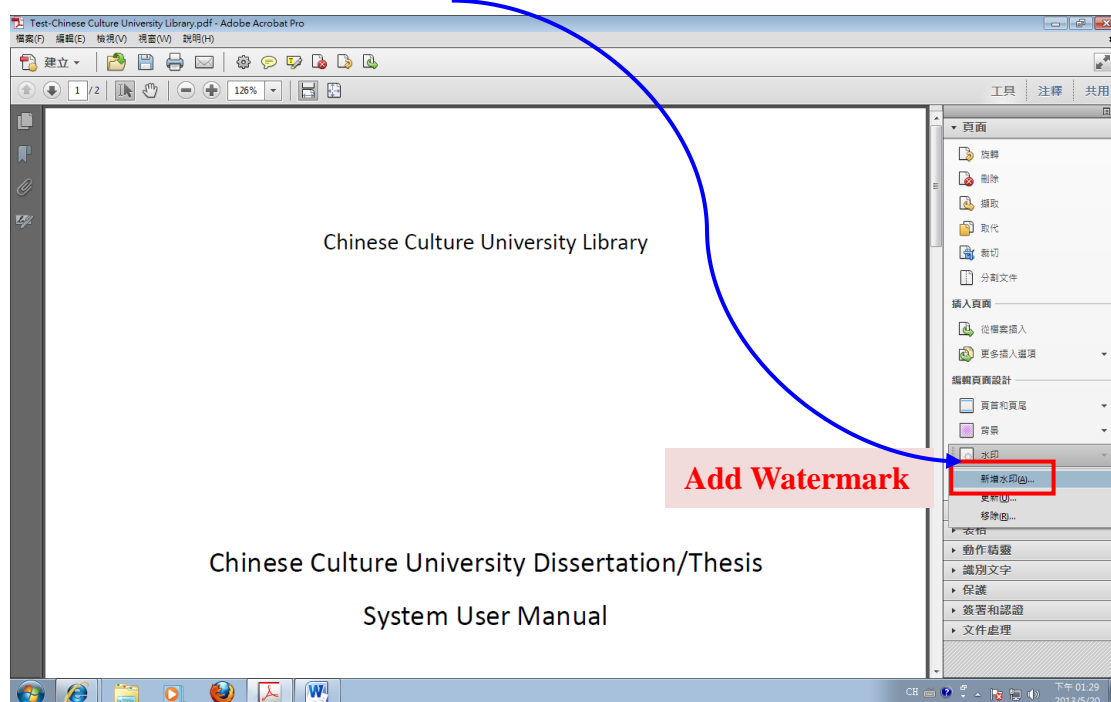 Test-Chinese Culture University Library.pdf - Adobe Acrobat Pro
檔案(F) 編輯(E) 檢視(V) 視窗(W) 說明(H)
建立
1 /2 126% 工具 注釋 共用
頁面
旋轉
刪除
擷取
取代
裁切
分割文件
插入頁面
從檔案插入
更多插入選項
編輯頁面設計
頁首和頁尾
背景
水印
新增水印(A)...
更新(U)...
移除(R)...
表格
動作精靈
識別文字
保護
簽署和認證
文件處理
Chinese Culture University Library
Add Watermark
Chinese Culture University Dissertation/Thesis
System User Manual
CH 下午 01:29
2013/5/20